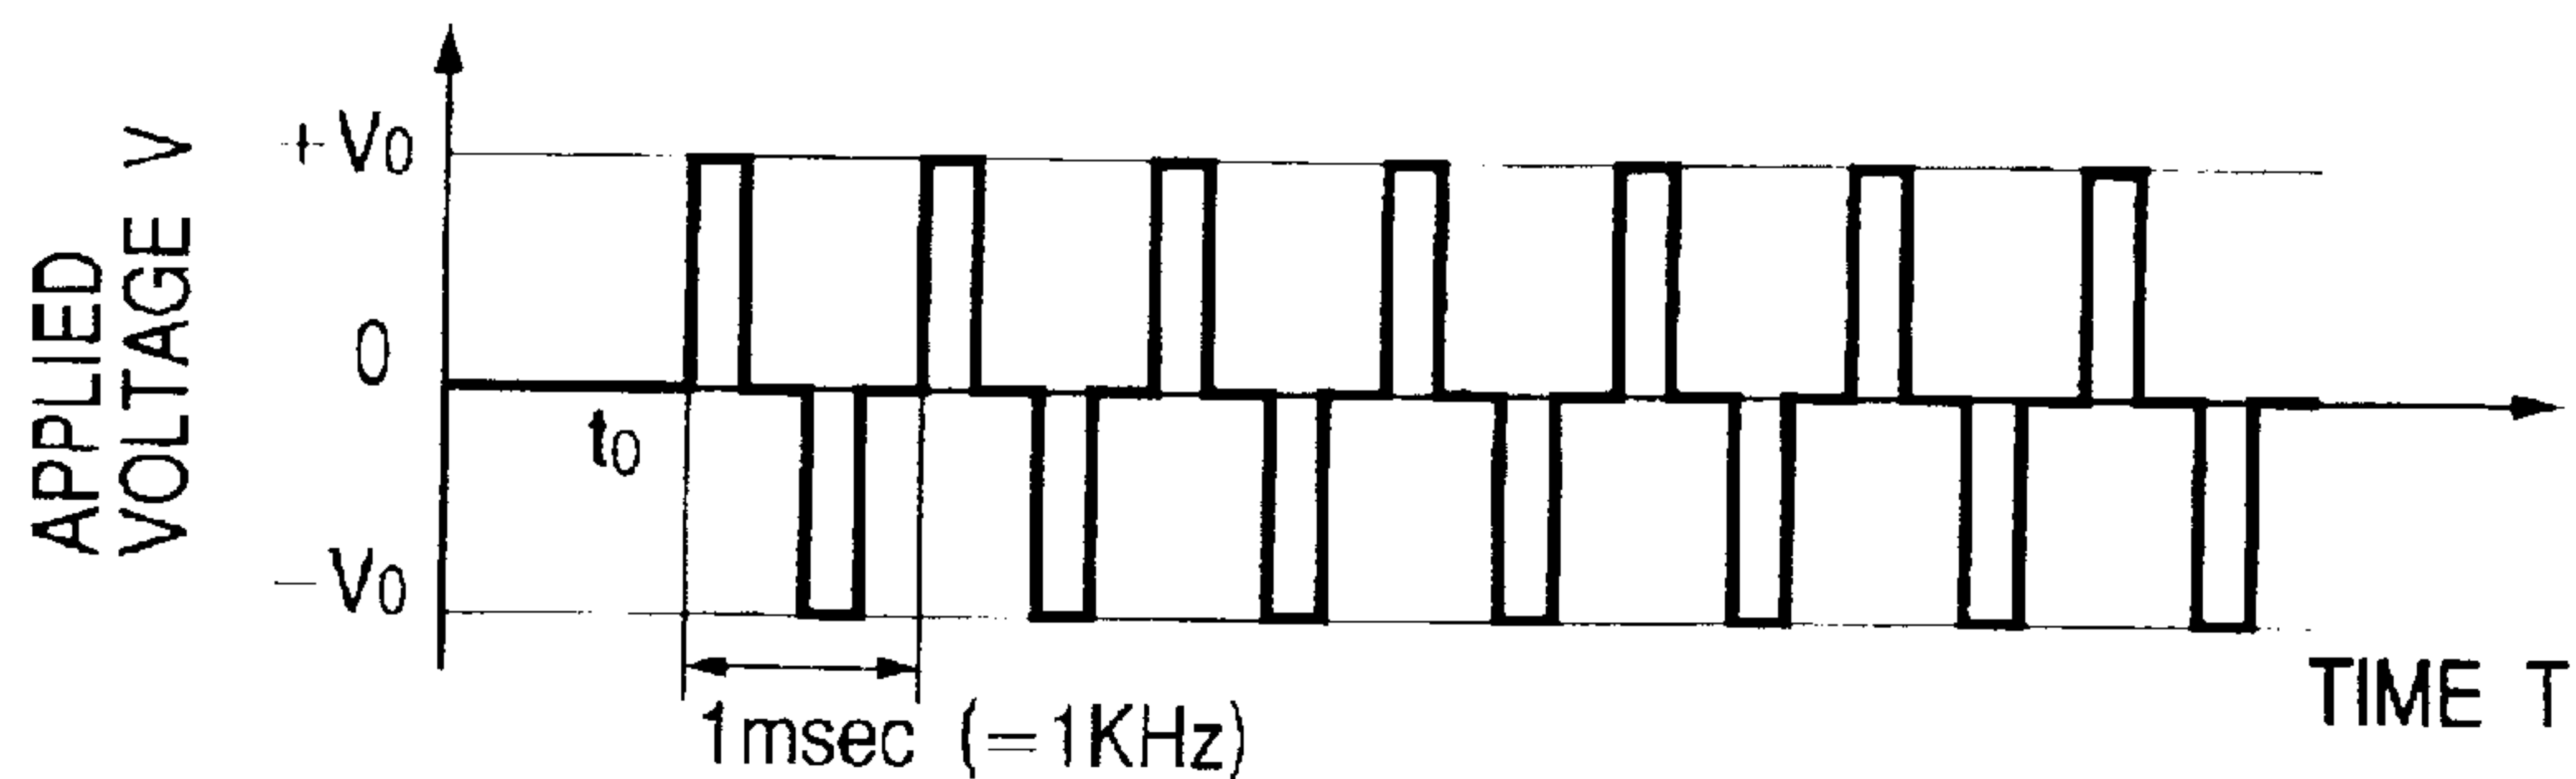 APPLIED
VOLTAGE V
+V0
0
t0
−V0
1msec (=1KHz)
TIME T